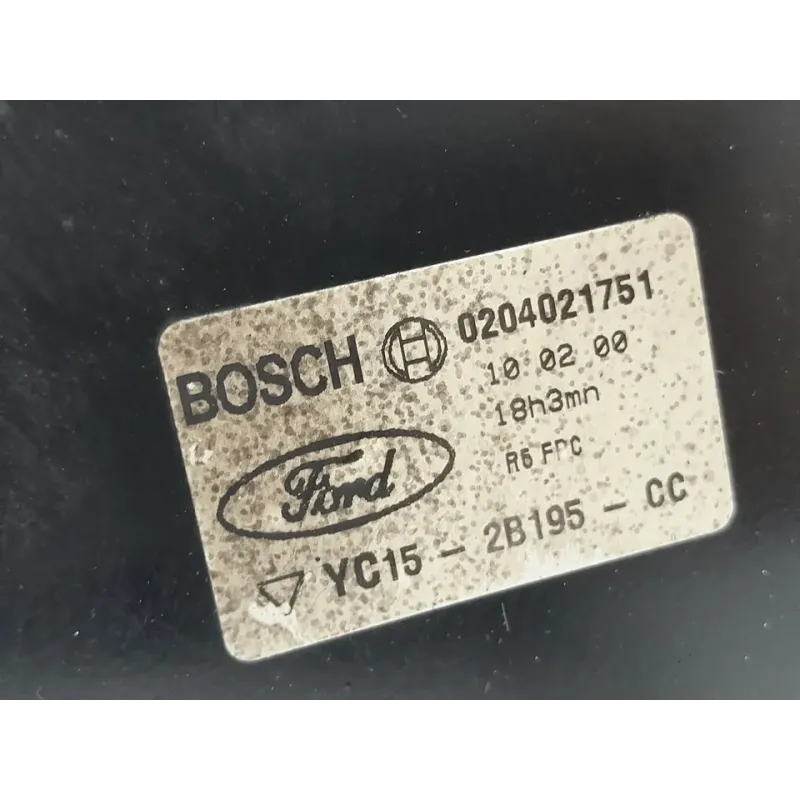 BOSCH 0204021751
10 02 00
18h3mn
R6 FPC
Ford
YC15 - 2B195 - CC